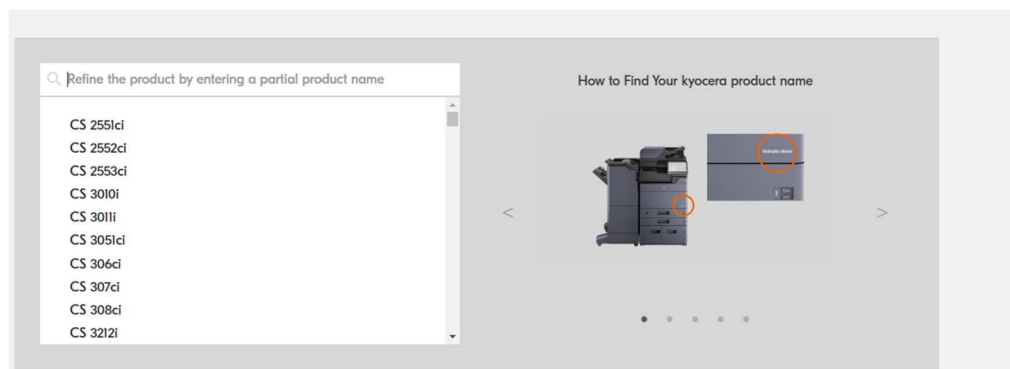 Refine the product by entering a partial product name
CS 2551ci
CS 2552ci
CS 2553ci
CS 3010i
CS 3011i
CS 3051ci
CS 306ci
CS 307ci
CS 308ci
CS 3212i
How to Find Your kyocera product name
<
>